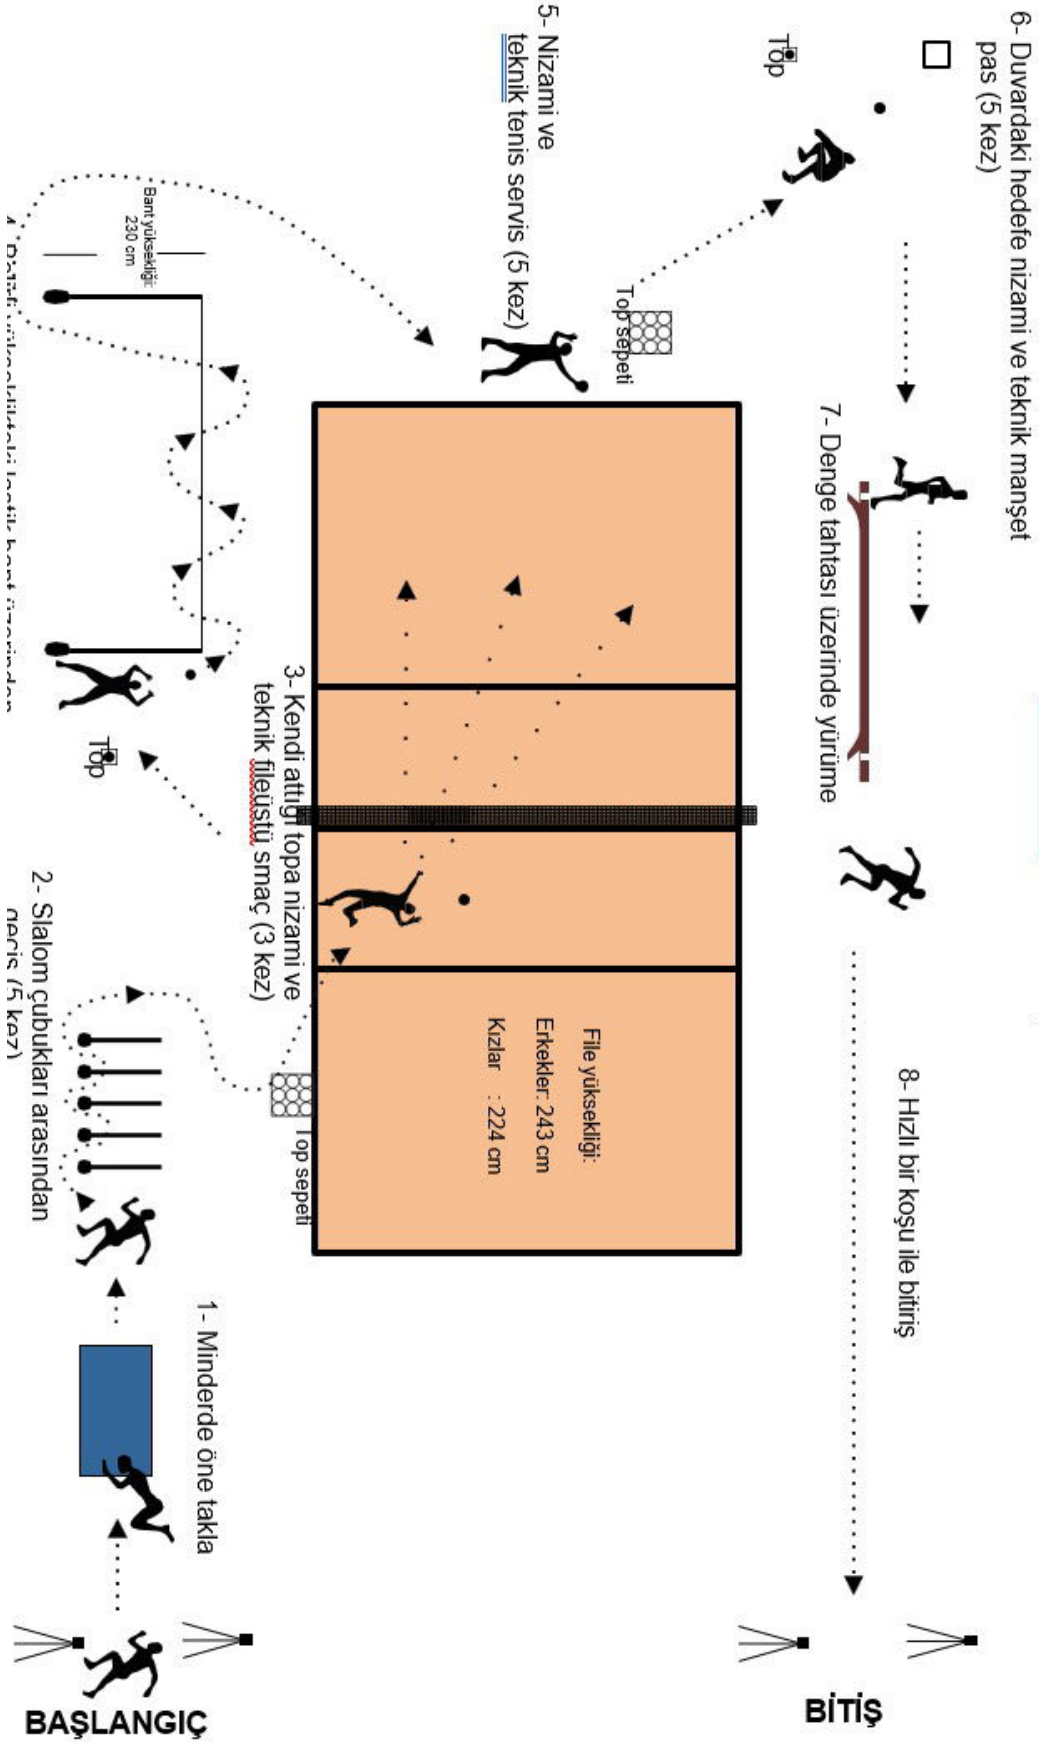 6- Duvardaki hedefe nizami ve teknik manşet
pas (5 kez)
Top
5- Nizami ve
teknik tenis servis (5 kez)
Top sepeti
7- Denge tahtası üzerinde yürüme
Bant yüksekliği:
230 cm
Top
3- Kendi attığı topa nizami ve
teknik fileüstü smaç (3 kez)
File yüksekliği:
Erkekler: 243 cm
Kızlar : 224 cm
Top sepeti
2- Slalom çubukları arasından
geçiş (5 kez)
1- Minderde öne takla
8- Hızlı bir koşu ile bitiriş
BAŞLANGIÇ
BİTİŞ